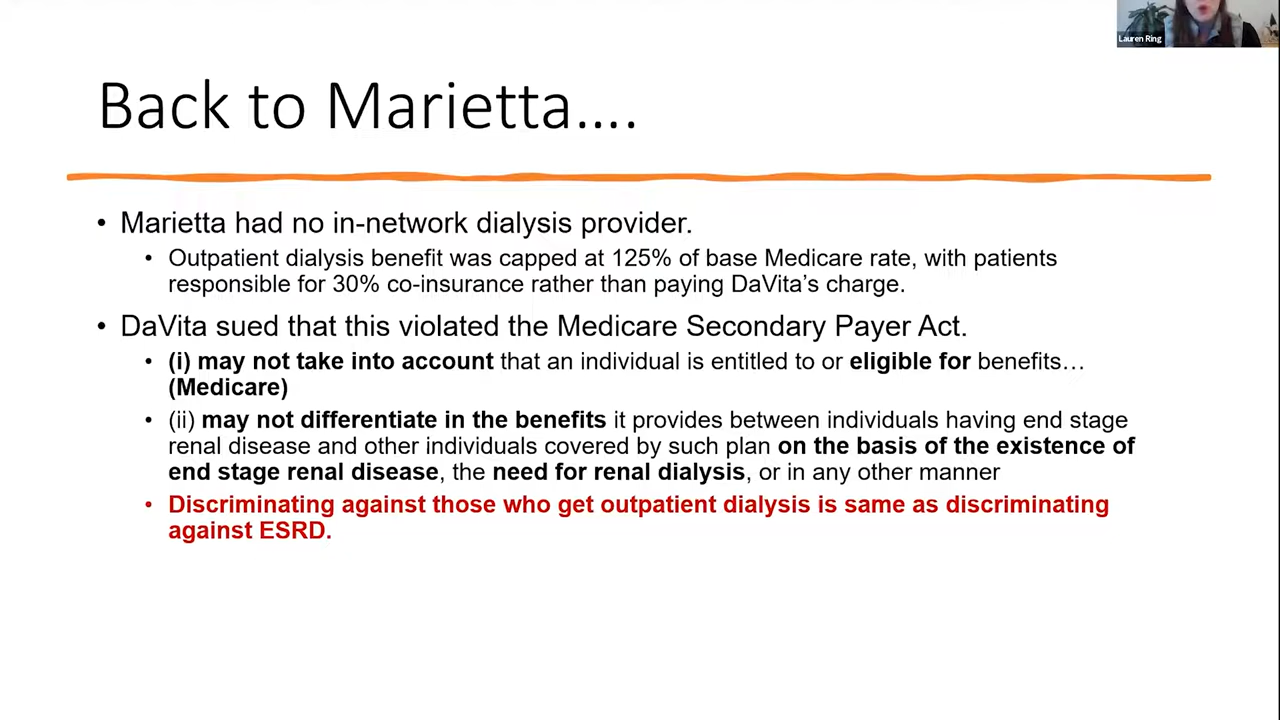 Lauren Ring
Back to Marietta....
• Marietta had no in-network dialysis provider.
• Outpatient dialysis benefit was capped at 125% of base Medicare rate, with patients
responsible for 30% co-insurance rather than paying DaVita's charge.
• DaVita sued that this violated the Medicare Secondary Payer Act.
• (i) may not take into account that an individual is entitled to or eligible for benefits…
(Medicare)
• (ii) may not differentiate in the benefits it provides between individuals having end stage
renal disease and other individuals covered by such plan on the basis of the existence of
end stage renal disease, the need for renal dialysis, or in any other manner
• Discriminating against those who get outpatient dialysis is same as discriminating
against ESRD.